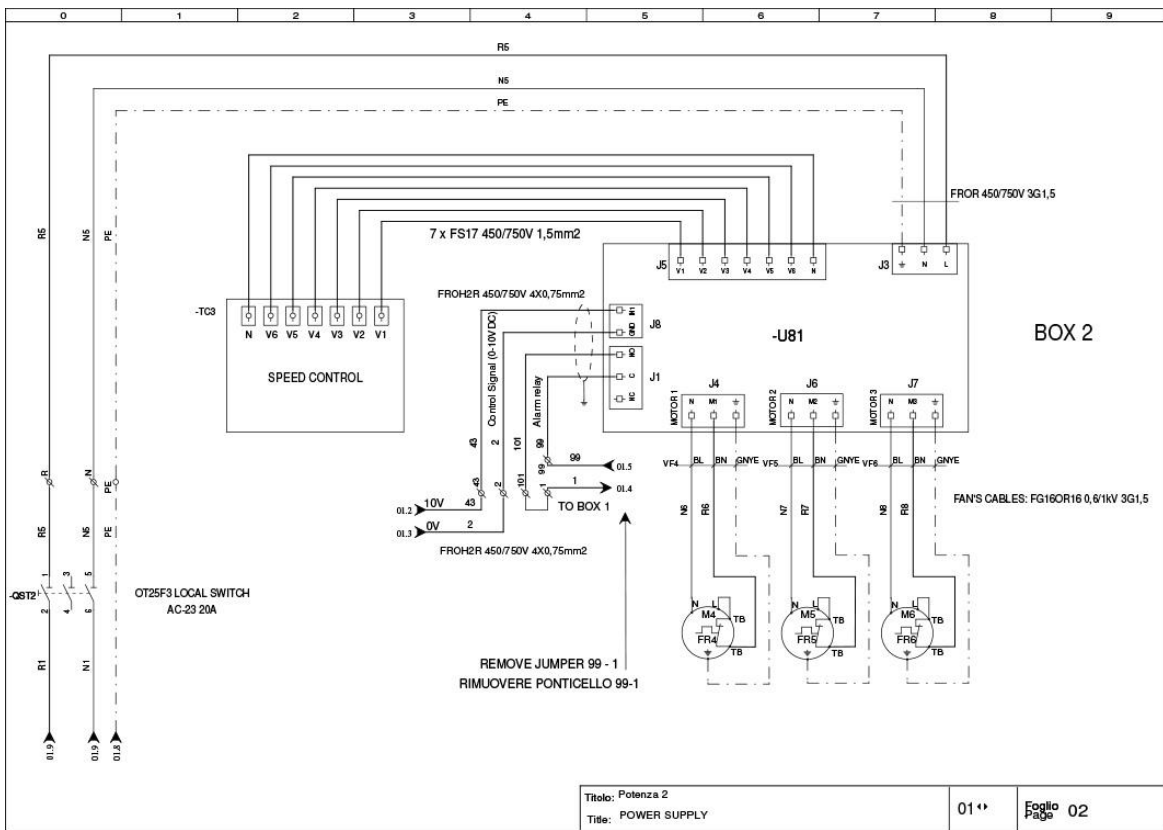 0 1 2 3 4 5 6 7 8 9
R5
N5
PE
R5
N5
PE
FROR 450/750V 3G1,5
7 x FS17 450/750V 1,5mm2
J5
V1 V2 V3 V4 V5 V6 N
J3
N L
-TC3
N V6 V5 V4 V3 V2 V1
SPEED CONTROL
FROH2R 450/750V 4X0,75mm2
Control Signal (0-10V DC)
Alarm relay
IN1
GND
J8
NO
C
NC
J1
-U81
BOX 2
J4
J6
J7
MOTOR 1
N M1
MOTOR 2
N M2
MOTOR 3
N M3
43
2
101
99
VF4 BL BN GNYE
VF5 BL BN GNYE
VF6 BL BN GNYE
R
N
PE
43
2
101
1
99
99
01.5
1
01.4
TO BOX 1
01.2
10V
43
01.3
0V
2
FROH2R 450/750V 4X0,75mm2
FAN'S CABLES: FG16OR16 0,6/1kV 3G1,5
N6
R6
N7
R7
N8
R8
R5
N5
PE
-QST2
1 3 5
2 4 6
OT25F3 LOCAL SWITCH
AC-23 20A
N L
M4
TB
FR4
TB
N L
M5
TB
FR5
TB
N L
M6
TB
FR6
TB
R1
N1
REMOVE JUMPER 99 - 1
RIMUOVERE PONTICELLO 99-1
01.9
01.9
01.8
Titolo: Potenza 2
Title: POWER SUPPLY
01
Foglio
Page
02